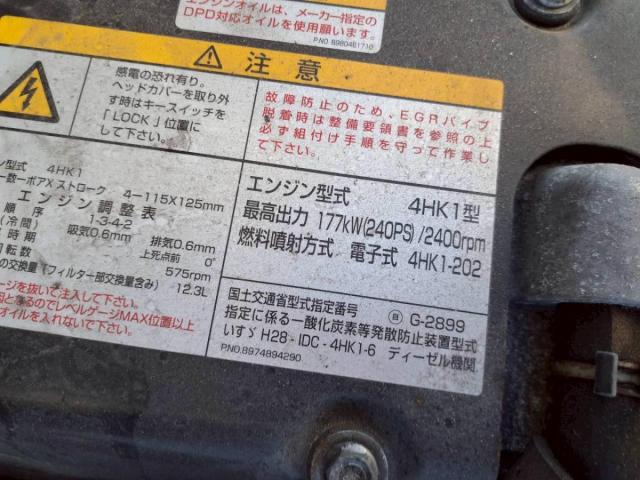 エンジンオイルは、メーカー指定の
DPD対応オイルを使用願います。
P.NO. 8980461710
注意
感電の恐れ有り。
ヘッドカバーを取り外
す時はキースイッチを
「LOCK」位置に
して下さい。
故障防止のため、EGRパイプ
脱着時は整備要領書を参照の上
必ず組付け手順を守って作業し
て下さい。
ン型式 4HK1
ー数ーボアXストローク 4-115X125mm
エンジン調整表
順序 1-3-4-2
(冷間) 吸気0.6mm 排気0.6mm
時期 上死点前 0°
回転数 575rpm
の交換量(フィルター部交換量含み) 12.3L
ージを抜いて注入して下さい。
因となるのでレベルゲージMAX位置以上
オイルを入れないで下さい。
エンジン型式 4HK1型
最高出力 177kW(240PS)/2400rpm
燃料噴射方式 電子式 4HK1-202
国土交通省型式指定番号 G-2899
指定に係る一酸化炭素等発散防止装置型式
いすゞ H28-IDC-4HK1-6 ディーゼル機関
P.NO.8974894290